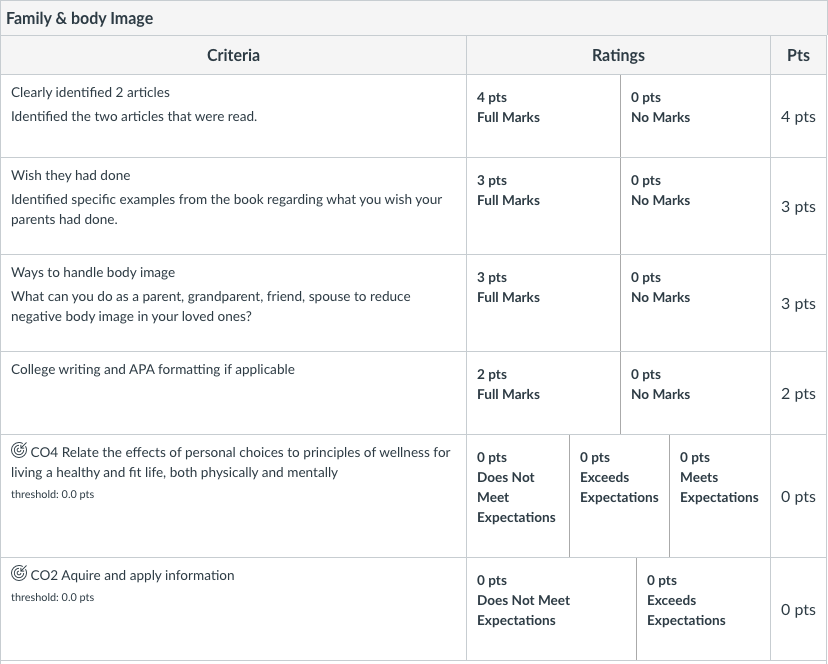 Family & body Image
Criteria
Ratings
Pts
Clearly identified 2 articles
Identified the two articles that were read.
4 pts
Full Marks
0 pts
No Marks
4 pts
Wish they had done
Identified specific examples from the book regarding what you wish your
parents had done.
3 pts
Full Marks
0 pts
No Marks
3 pts
Ways to handle body image
What can you do as a parent, grandparent, friend, spouse to reduce
negative body image in your loved ones?
3 pts
Full Marks
0 pts
No Marks
3 pts
College writing and APA formatting if applicable
2 pts
Full Marks
0 pts
No Marks
2 pts
CO4 Relate the effects of personal choices to principles of wellness for
living a healthy and fit life, both physically and mentally
threshold: 0.0 pts
0 pts
Does Not
Meet
Expectations
0 pts
Exceeds
Expectations
0 pts
Meets
Expectations
0 pts
CO2 Aquire and apply information
threshold: 0.0 pts
0 pts
Does Not Meet
Expectations
0 pts
Exceeds
Expectations
0 pts